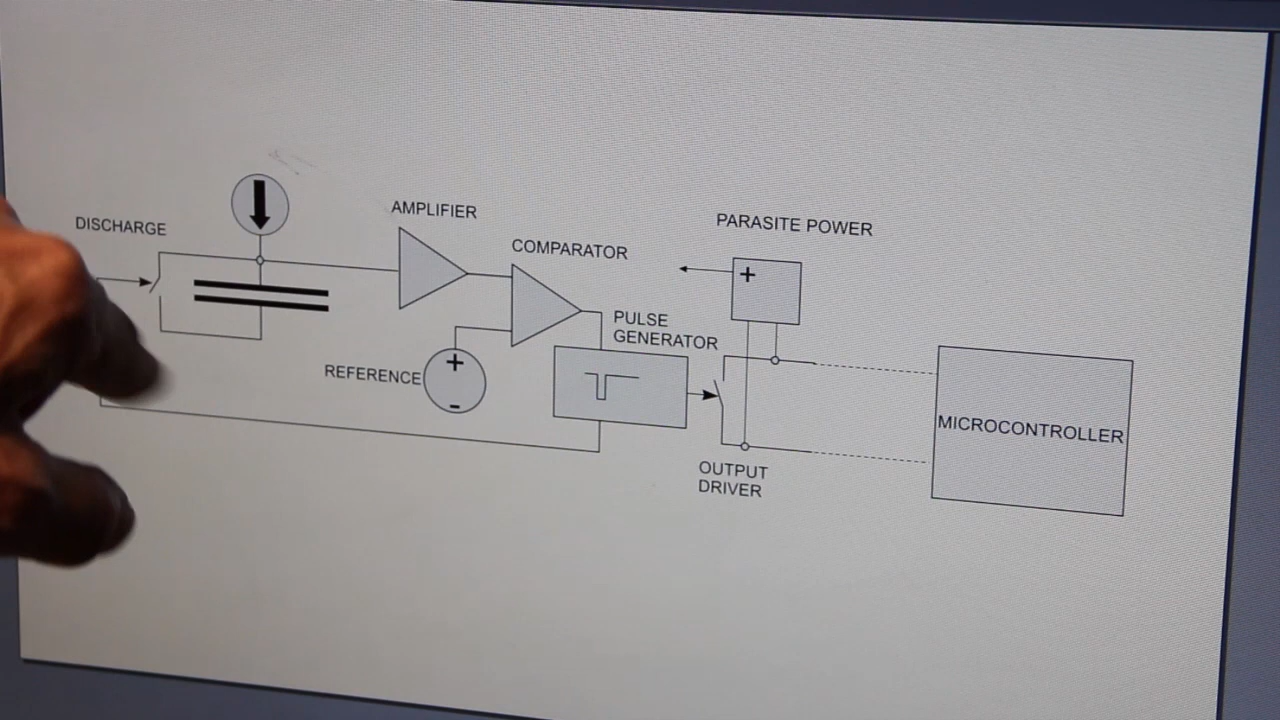 DISCHARGE
AMPLIFIER
COMPARATOR
PARASITE POWER
+
REFERENCE
+
-
PULSE
GENERATOR
OUTPUT
DRIVER
MICROCONTROLLER